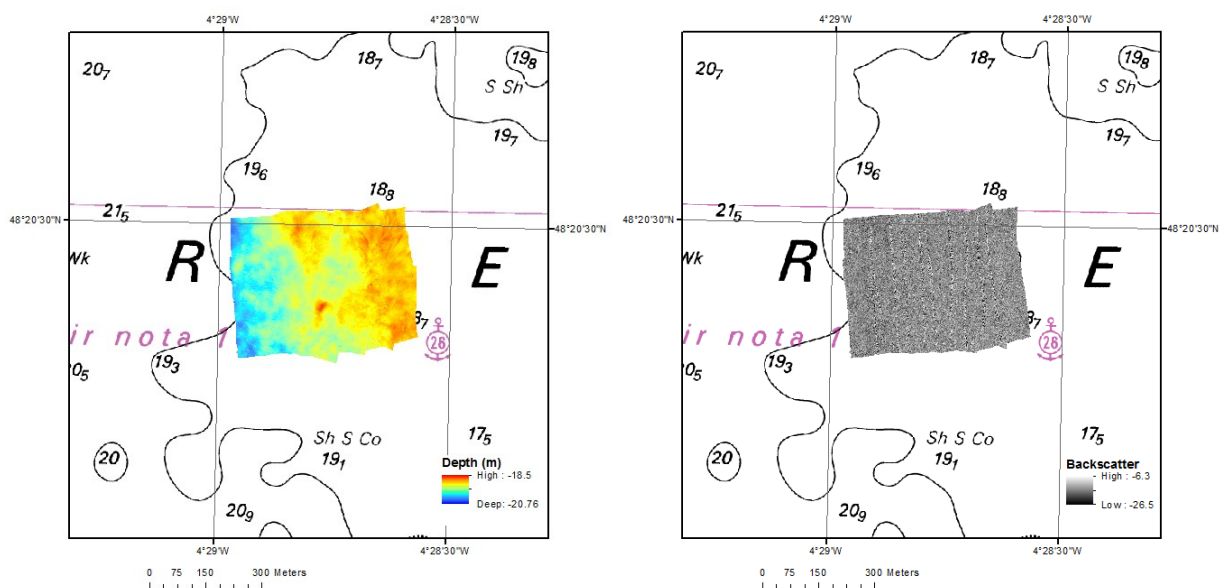 4°29'W 4°28'30"W
20₇ 18₇ 19₈
S Sh
19₇
19₆
18₈
48°20'30"N 21₅ 48°20'30"N
Wk R E
ir nota 1 8₇
28
19₃
0₅
Sh S Co 17₅
20 19₁
Depth (m)
High : -18.5
Deep: -20.76
20₉
4°29'W 4°28'30"W
0 75 150 300 Meters
4°29'W 4°28'30"W
20₇ 18₇ 19₈
S Sh
19₇
19₆
18₈
48°20'30"N 21₅ 48°20'30"N
Wk R E
ir nota 1 8₇
28
19₃
0₅
Sh S Co 17₅
20 19₁
Backscatter
High : -6.3
Low : -26.5
20₉
4°29'W 4°28'30"W
0 75 150 300 Meters